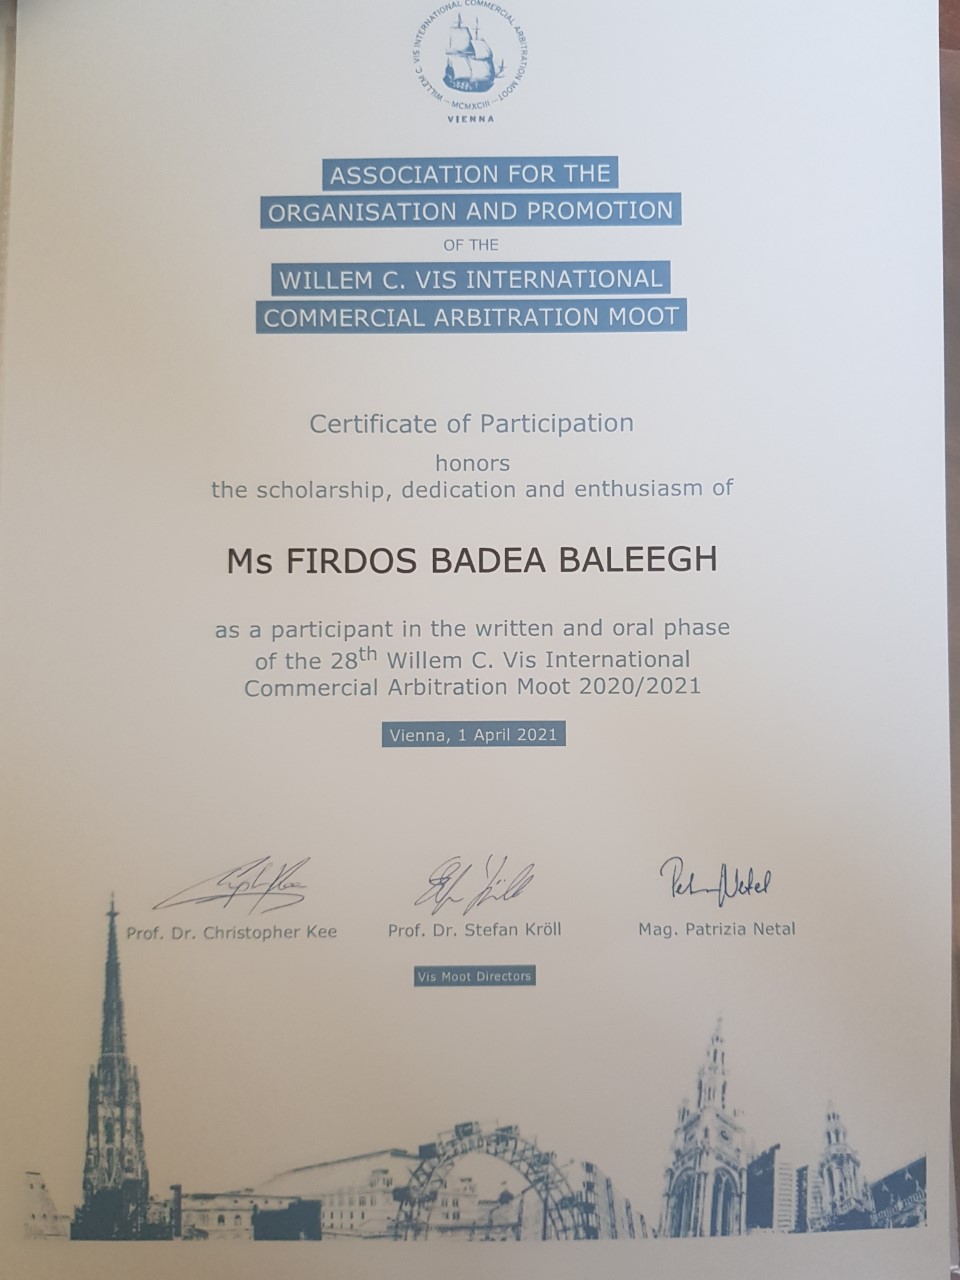 WILLEM C. VIS INTERNATIONAL COMMERCIAL ARBITRATION MOOT
MCMXCIII
VIENNA
ASSOCIATION FOR THE
ORGANISATION AND PROMOTION
OF THE
WILLEM C. VIS INTERNATIONAL
COMMERCIAL ARBITRATION MOOT
Certificate of Participation
honors
the scholarship, dedication and enthusiasm of
Ms FIRDOS BADEA BALEEGH
as a participant in the written and oral phase
of the 28th Willem C. Vis International
Commercial Arbitration Moot 2020/2021
Vienna, 1 April 2021
Prof. Dr. Christopher Kee
Prof. Dr. Stefan Kröll
Mag. Patrizia Netal
Vis Moot Directors